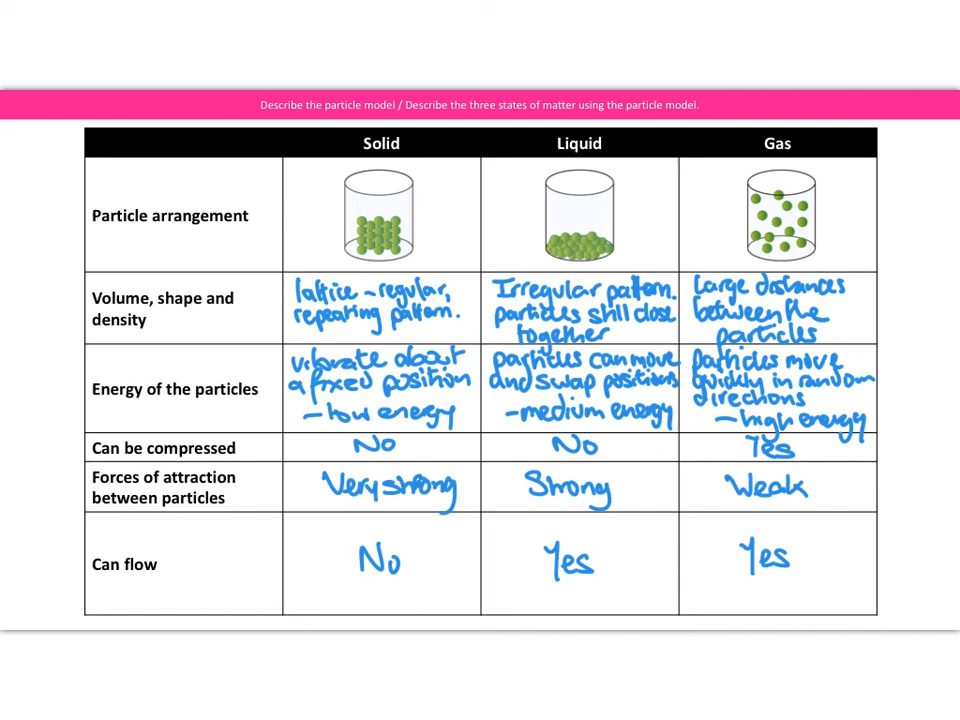 Describe the particle model / Describe the three states of matter using the particle model.
Solid Liquid Gas
Particle arrangement
Volume, shape and
density
lattice - regular,
repeating pattern.
Irregular pattern.
particles still close
together
Large distances
between the
particles
Energy of the particles
vibrate about
a fixed position
- low energy
particles can move
and swap positions
- medium energy
particles move
quickly in random
directions
- high energy
Can be compressed
No
No
Yes
Forces of attraction
between particles
Very strong
Strong
Weak
Can flow
No
Yes
Yes